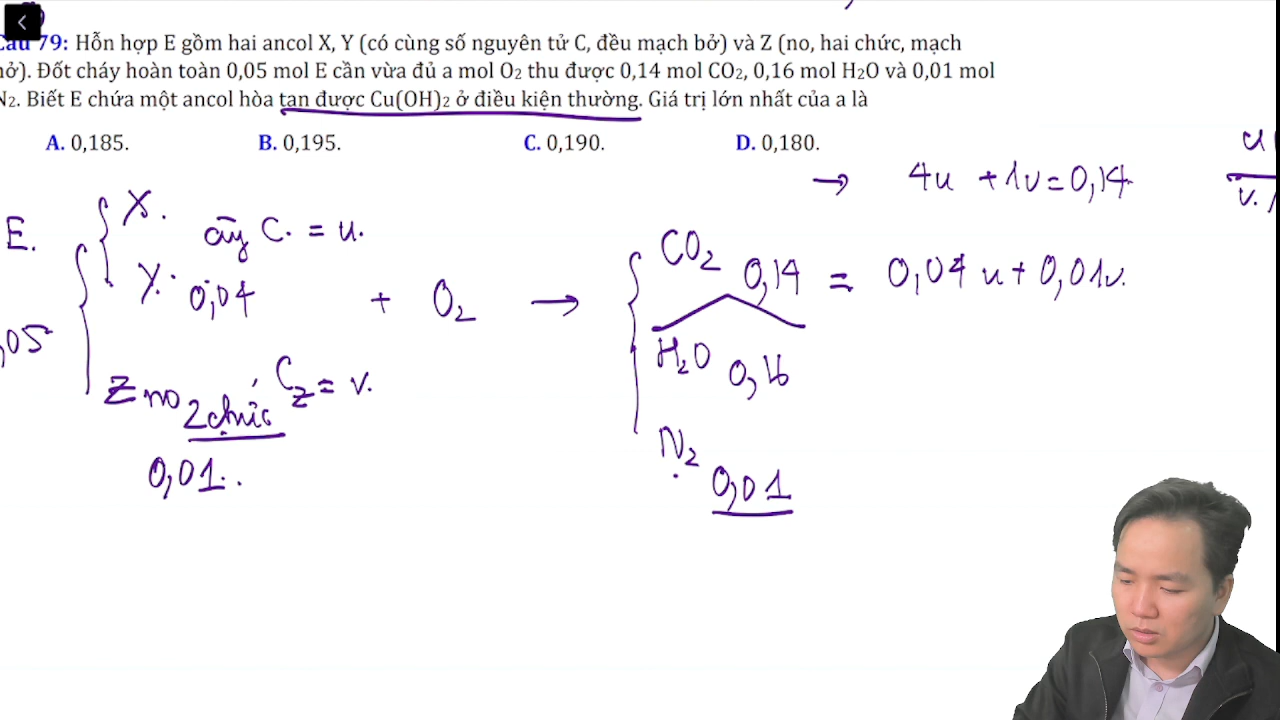 Câu 79: Hỗn hợp E gồm hai ancol X, Y (có cùng số nguyên tử C, đều mạch bở) và Z (no, hai chức, mạch
hở). Đốt cháy hoàn toàn 0,05 mol E cần vừa đủ a mol O2 thu được 0,14 mol CO2, 0,16 mol H2O và 0,01 mol
N2. Biết E chứa một ancol hòa tan được Cu(OH)2 ở điều kiện thường. Giá trị lớn nhất của a là
A. 0,185. B. 0,195. C. 0,190. D. 0,180.
→ 4u + 1v = 0,14
u
v.
E.
X.
C. = u.
Y. 0,04
+ O2 →
CO2 0,14 = 0,04 u + 0,01v.
,05
H2O 0,16
Z no 2 chức Cz = v.
0,01.
N2 0,01